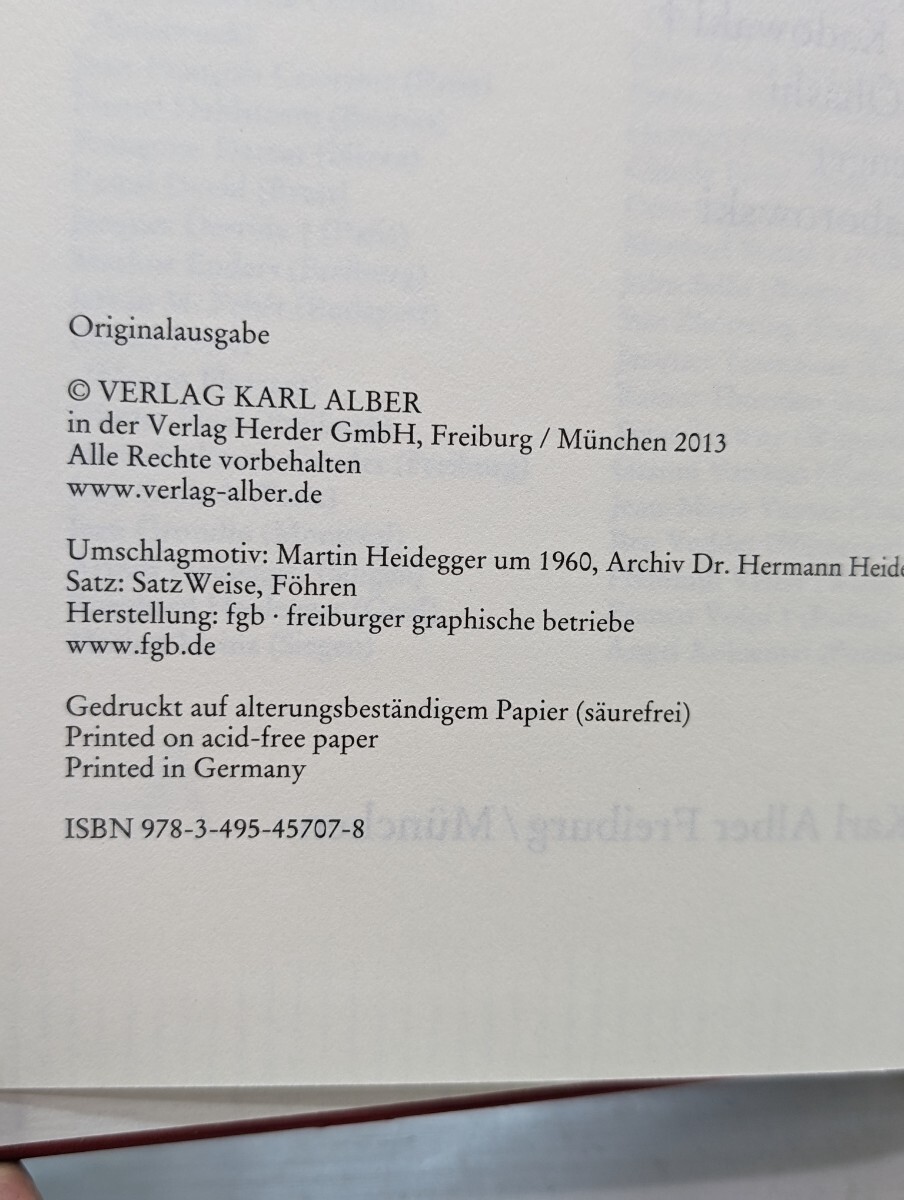 Originalausgabe
© VERLAG KARL ALBER
in der Verlag Herder GmbH, Freiburg / München 2013
Alle Rechte vorbehalten
www.verlag-alber.de
Umschlagmotiv: Martin Heidegger um 1960, Archiv Dr. Hermann Heide
Satz: SatzWeise, Föhren
Herstellung: fgb · freiburger graphische betriebe
www.fgb.de
Gedruckt auf alterungsbeständigem Papier (säurefrei)
Printed on acid-free paper
Printed in Germany
ISBN 978-3-495-45707-8